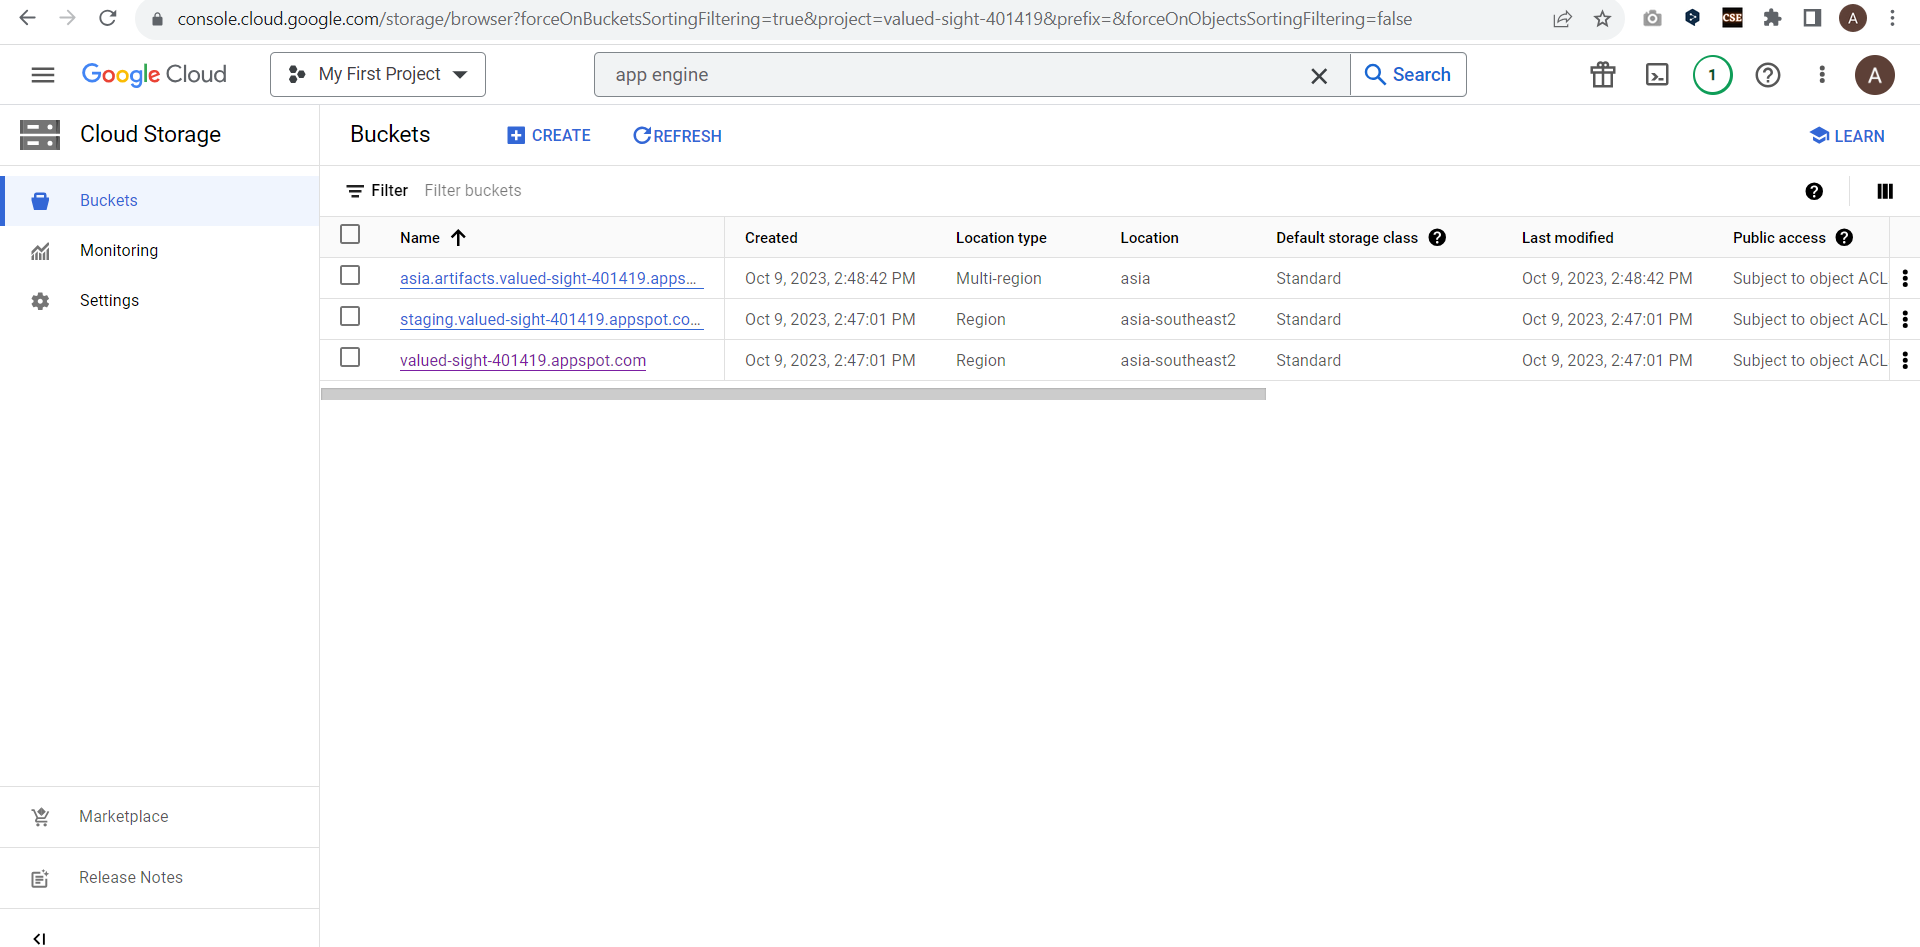 console.cloud.google.com/storage/browser?forceOnBucketsSortingFiltering=true&project=valued-sight-401419&prefix=&forceOnObjectsSortingFiltering=false
CSE
A
Google Cloud
My First Project
app engine
Search
1
A
Cloud Storage
Buckets
CREATE
REFRESH
LEARN
Buckets
Monitoring
Settings
Filter Filter buckets
Name Created Location type Location Default storage class Last modified Public access
asia.artifacts.valued-sight-401419.apps... Oct 9, 2023, 2:48:42 PM Multi-region asia Standard Oct 9, 2023, 2:48:42 PM Subject to object ACL
staging.valued-sight-401419.appspot.co... Oct 9, 2023, 2:47:01 PM Region asia-southeast2 Standard Oct 9, 2023, 2:47:01 PM Subject to object ACL
valued-sight-401419.appspot.com Oct 9, 2023, 2:47:01 PM Region asia-southeast2 Standard Oct 9, 2023, 2:47:01 PM Subject to object ACL
Marketplace
Release Notes